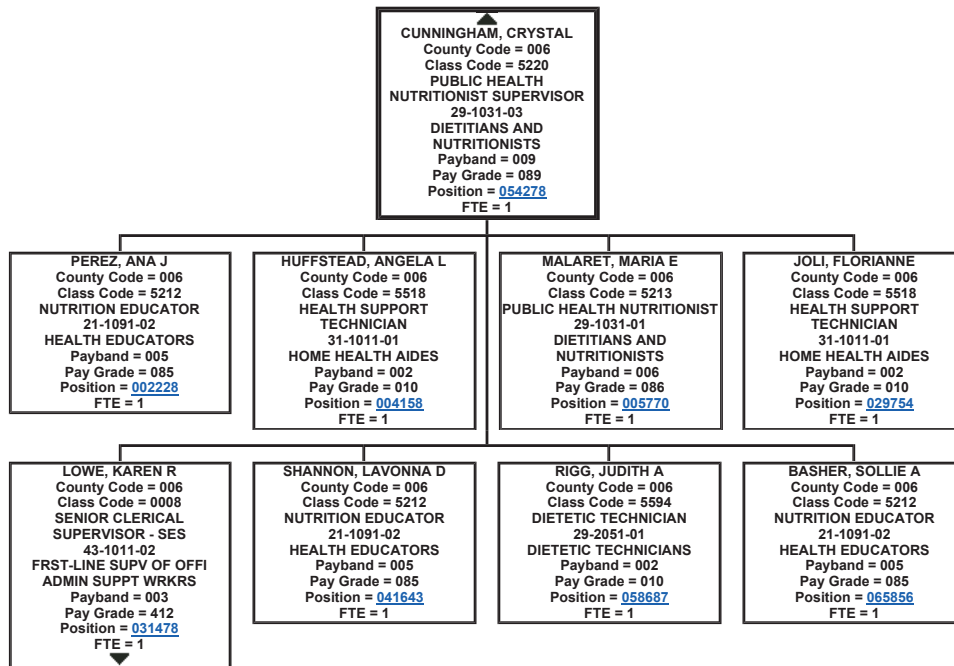 CUNNINGHAM, CRYSTAL
County Code = 006
Class Code = 5220
PUBLIC HEALTH
NUTRITIONIST SUPERVISOR
29-1031-03
DIETITIANS AND
NUTRITIONISTS
Payband = 009
Pay Grade = 089
Position = 054278
FTE = 1
PEREZ, ANA J
County Code = 006
Class Code = 5212
NUTRITION EDUCATOR
21-1091-02
HEALTH EDUCATORS
Payband = 005
Pay Grade = 085
Position = 002228
FTE = 1
HUFFSTEAD, ANGELA L
County Code = 006
Class Code = 5518
HEALTH SUPPORT
TECHNICIAN
31-1011-01
HOME HEALTH AIDES
Payband = 002
Pay Grade = 010
Position = 004158
FTE = 1
MALARET, MARIA E
County Code = 006
Class Code = 5213
PUBLIC HEALTH NUTRITIONIST
29-1031-01
DIETITIANS AND
NUTRITIONISTS
Payband = 006
Pay Grade = 086
Position = 005770
FTE = 1
JOLI, FLORIANNE
County Code = 006
Class Code = 5518
HEALTH SUPPORT
TECHNICIAN
31-1011-01
HOME HEALTH AIDES
Payband = 002
Pay Grade = 010
Position = 029754
FTE = 1
LOWE, KAREN R
County Code = 006
Class Code = 0008
SENIOR CLERICAL
SUPERVISOR - SES
43-1011-02
FRST-LINE SUPV OF OFFI
ADMIN SUPPT WRKRS
Payband = 003
Pay Grade = 412
Position = 031478
FTE = 1
SHANNON, LAVONNA D
County Code = 006
Class Code = 5212
NUTRITION EDUCATOR
21-1091-02
HEALTH EDUCATORS
Payband = 005
Pay Grade = 085
Position = 041643
FTE = 1
RIGG, JUDITH A
County Code = 006
Class Code = 5594
DIETETIC TECHNICIAN
29-2051-01
DIETETIC TECHNICIANS
Payband = 002
Pay Grade = 010
Position = 058687
FTE = 1
BASHER, SOLLIE A
County Code = 006
Class Code = 5212
NUTRITION EDUCATOR
21-1091-02
HEALTH EDUCATORS
Payband = 005
Pay Grade = 085
Position = 065856
FTE = 1